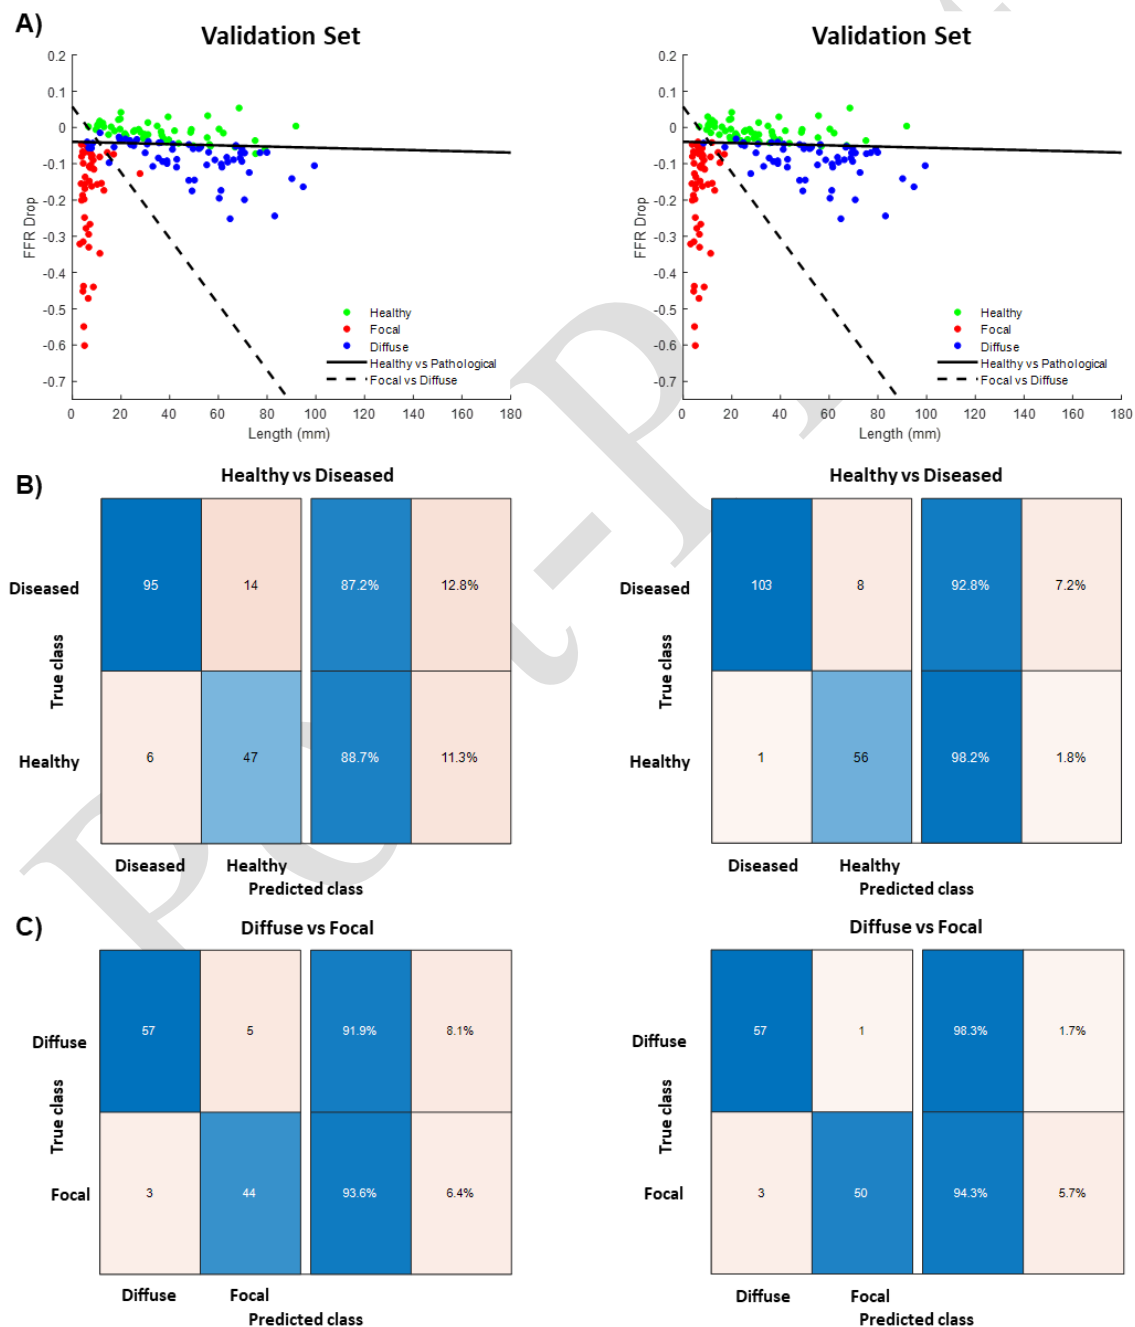 A)
Validation Set
0.2
0.1
0
-0.1
-0.2
-0.3
-0.4
-0.5
-0.6
-0.7
FFR Drop
0 20 40 60 80 100 120 140 160 180
Length (mm)
Healthy
Focal
Diffuse
Healthy vs Pathological
Focal vs Diffuse
Validation Set
0.2
0.1
0
-0.1
-0.2
-0.3
-0.4
-0.5
-0.6
-0.7
FFR Drop
0 20 40 60 80 100 120 140 160 180
Length (mm)
Healthy
Focal
Diffuse
Healthy vs Pathological
Focal vs Diffuse
B)
Healthy vs Diseased
Diseased 95 14 87.2% 12.8%
True class
Healthy 6 47 88.7% 11.3%
Diseased Healthy
Predicted class
Healthy vs Diseased
Diseased 103 8 92.8% 7.2%
True class
Healthy 1 56 98.2% 1.8%
Diseased Healthy
Predicted class
C)
Diffuse vs Focal
Diffuse 57 5 91.9% 8.1%
True class
Focal 3 44 93.6% 6.4%
Diffuse Focal
Predicted class
Diffuse vs Focal
Diffuse 57 1 98.3% 1.7%
True class
Focal 3 50 94.3% 5.7%
Diffuse Focal
Predicted class